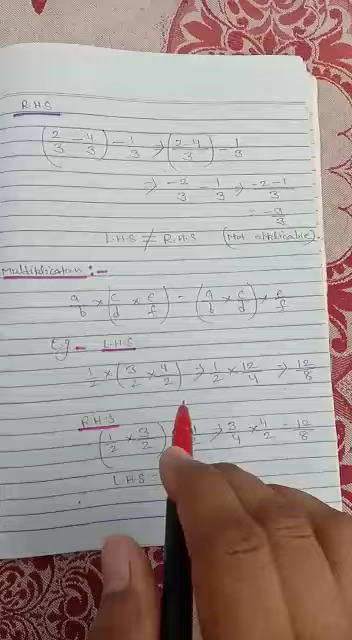 R.H.S
(2/3 - 4/3) - 1/3 ⇒ (2-4/3) - 1/3
⇒ -2/3 - 1/3 ⇒ -2-1/3
= -3/3
L.H.S ≠ R.H.S (Not applicable).
Multiplication :-
a/b × (c/d × e/f) = (a/b × c/d) × e/f
E.g - L.H.S
1/2 × (3/2 × 4/2) ⇒ 1/2 × 12/4 ⇒ 12/8
R.H.S
(1/2 × 3/2) /2 ⇒ 3/4 × 4/2 = 12/8
L.H.S =